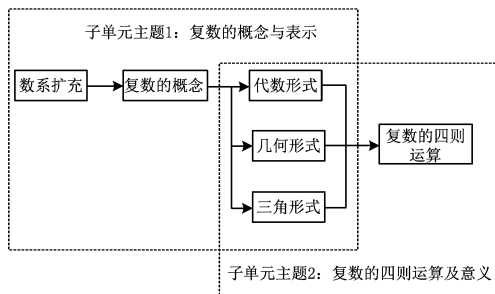 子单元主题1：复数的概念与表示
数系扩充
复数的概念
代数形式
几何形式
三角形式
复数的四则
运算
子单元主题2：复数的四则运算及意义